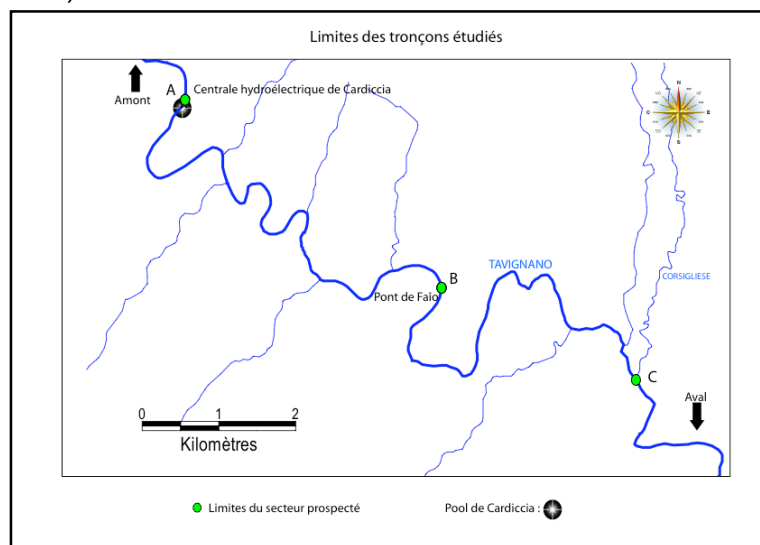 Limites des tronçons étudiés
A
Centrale hydroélectrique de Cardiccia
Amont
N
O
E
S
B
TAVIGNANO
CORSIGLIESE
Pont de Faîo
C
Aval
0 1 2
Kilomètres
Limites du secteur prospecté
Pool de Cardiccia :